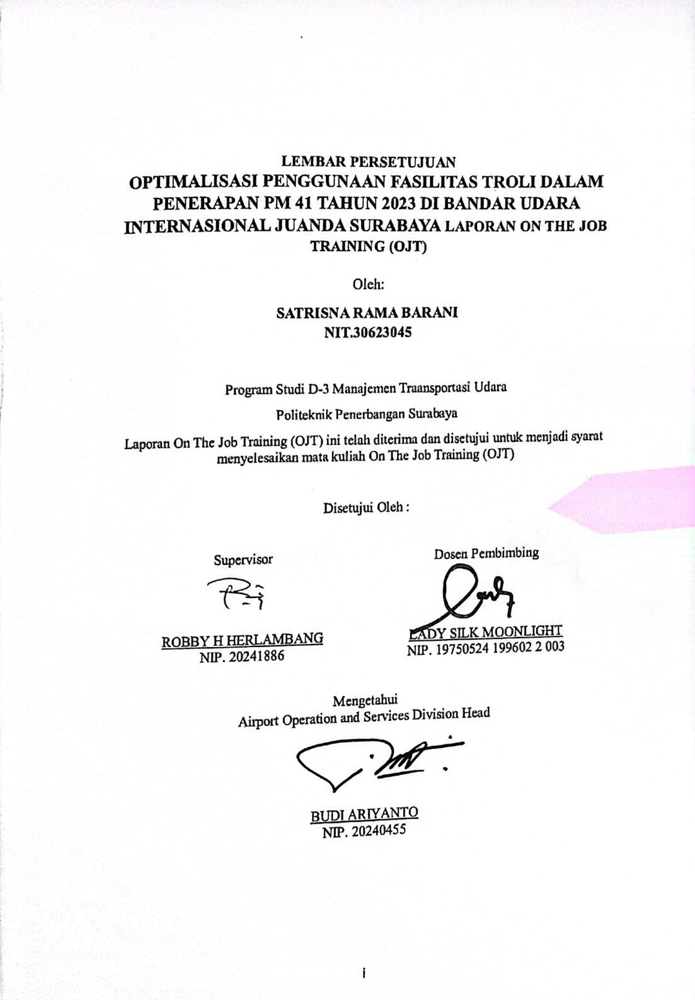 LEMBAR PERSETUJUAN
OPTIMALISASI PENGGUNAAN FASILITAS TROLI DALAM
PENERAPAN PM 41 TAHUN 2023 DI BANDAR UDARA
INTERNASIONAL JUANDA SURABAYA LAPORAN ON THE JOB
TRAINING (OJT)
Oleh:
SATRISNA RAMA BARANI
NIT.30623045
Program Studi D-3 Manajemen Traansportasi Udara
Politeknik Penerbangan Surabaya
Laporan On The Job Training (OJT) ini telah diterima dan disetujui untuk menjadi syarat
menyelesaikan mata kuliah On The Job Training (OJT)
Disetujui Oleh :
Supervisor
ROBBY H HERLAMBANG
NIP. 20241886
Dosen Pembimbing
LADY SILK MOONLIGHT
NIP. 19750524 199602 2 003
Mengetahui
Airport Operation and Services Division Head
BUDI ARIYANTO
NIP. 20240455
i